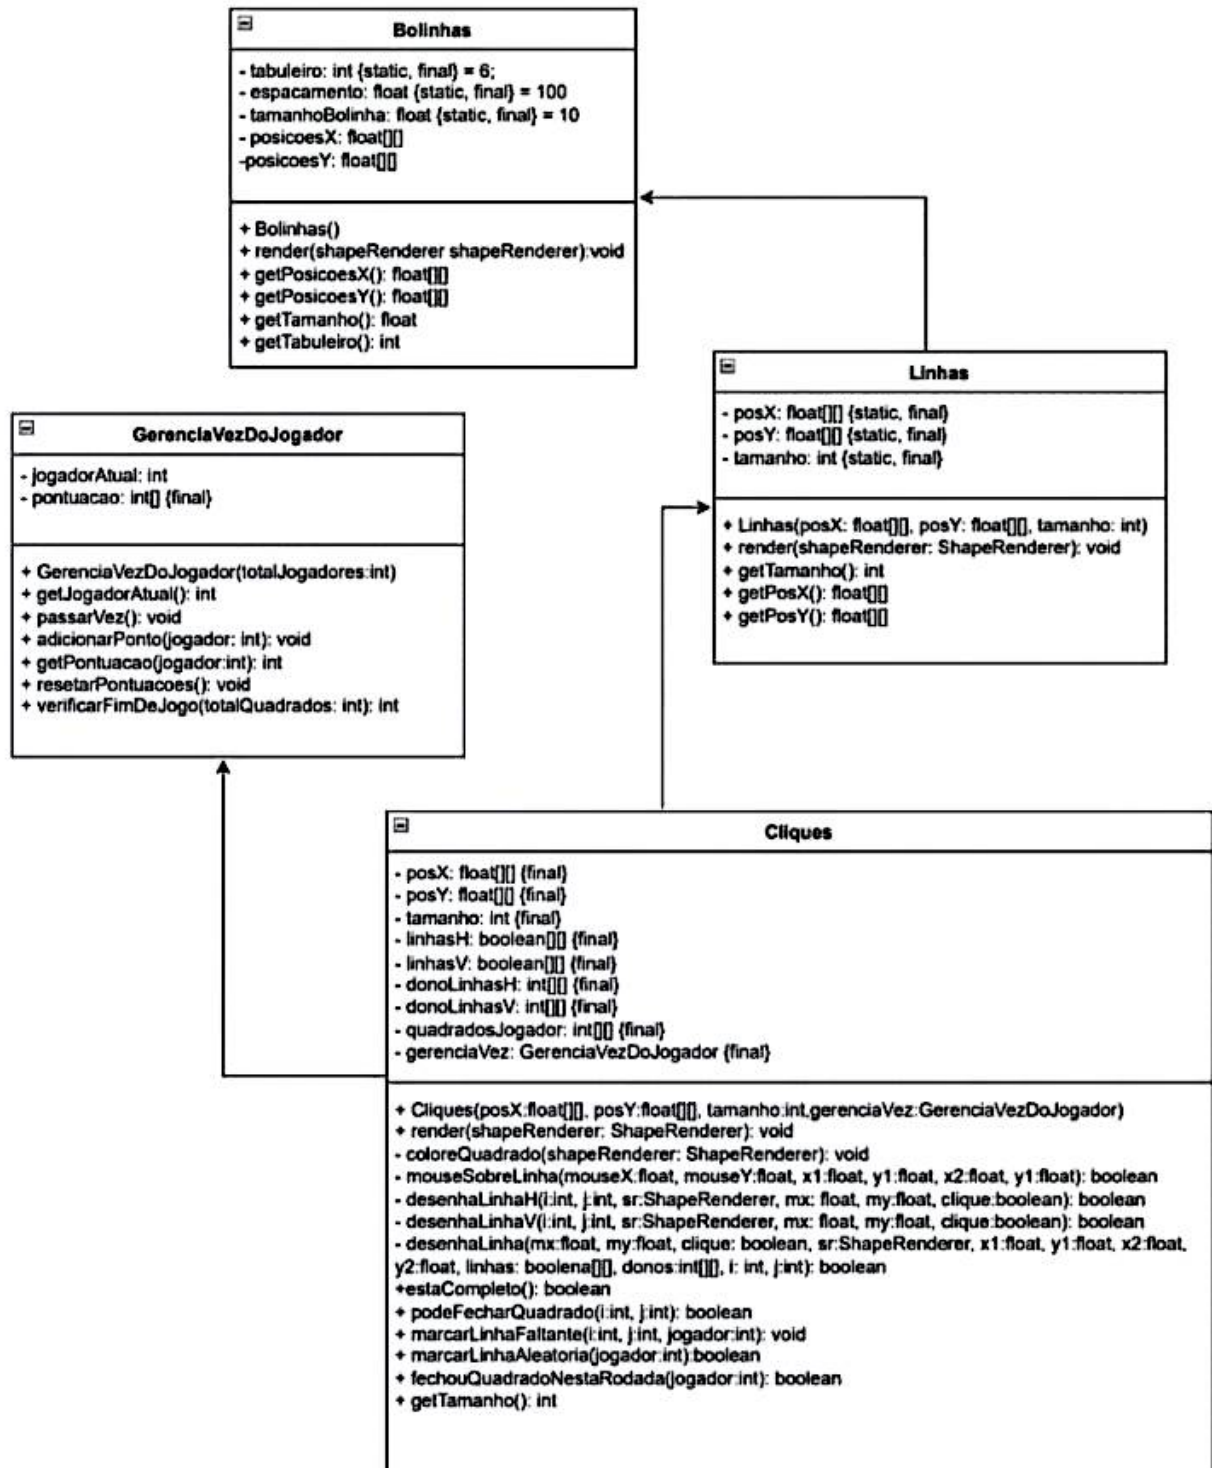 Bolinhas
- tabuleiro: int {static, final} = 6;
- espacamento: float {static, final} = 100
- tamanhoBolinha: float {static, final} = 10
- posicoesX: float[][]
-posicoesY: float[][]
+ Bolinhas()
+ render(shapeRenderer shapeRenderer):void
+ getPosicoesX(): float[][]
+ getPosicoesY(): float[][]
+ getTamanho(): float
+ getTabuleiro(): int
Linhas
- posX: float[][] {static, final}
- posY: float[][] {static, final}
- tamanho: int {static, final}
+ Linhas(posX: float[][], posY: float[][], tamanho: int)
+ render(shapeRenderer: ShapeRenderer): void
+ getTamanho(): int
+ getPosX(): float[][]
+ getPosY(): float[][]
GerenciaVezDoJogador
- jogadorAtual: int
- pontuacao: int[] {final}
+ GerenciaVezDoJogador(totalJogadores:int)
+ getJogadorAtual(): int
+ passarVez(): void
+ adicionarPonto(jogador: int): void
+ getPontuacao(jogador:int): int
+ resetarPontuacoes(): void
+ verificarFimDeJogo(totalQuadrados: int): int
Cliques
- posX: float[][] {final}
- posY: float[][] {final}
- tamanho: int {final}
- linhasH: boolean[][] {final}
- linhasV: boolean[][] {final}
- donoLinhasH: int[][] {final}
- donoLinhasV: int[][] {final}
- quadradosJogador: int[][] {final}
- gerenciaVez: GerenciaVezDoJogador {final}
+ Cliques(posX:float[][], posY:float[][], tamanho:int,gerenciaVez:GerenciaVezDoJogador)
+ render(shapeRenderer: ShapeRenderer): void
- coloreQuadrado(shapeRenderer: ShapeRenderer): void
- mouseSobreLinha(mouseX:float, mouseY:float, x1:float, y1:float, x2:float, y1:float): boolean
- desenhaLinhaH(i:int, j:int, sr:ShapeRenderer, mx: float, my:float, clique:boolean): boolean
- desenhaLinhaV(i:int, j:int, sr:ShapeRenderer, mx: float, my:float, clique:boolean): boolean
- desenhaLinha(mx:float, my:float, clique: boolean, sr:ShapeRenderer, x1:float, y1:float, x2:float,
y2:float, linhas: boolena[][], donos:int[][], i: int, j:int): boolean
+estaCompleto(): boolean
+ podeFecharQuadrado(i:int, j:int): boolean
+ marcarLinhaFaltante(i:int, j:int, jogador:int): void
+ marcarLinhaAleatoria(jogador:int):boolean
+ fechouQuadradoNestaRodada(jogador:int): boolean
+ getTamanho(): int